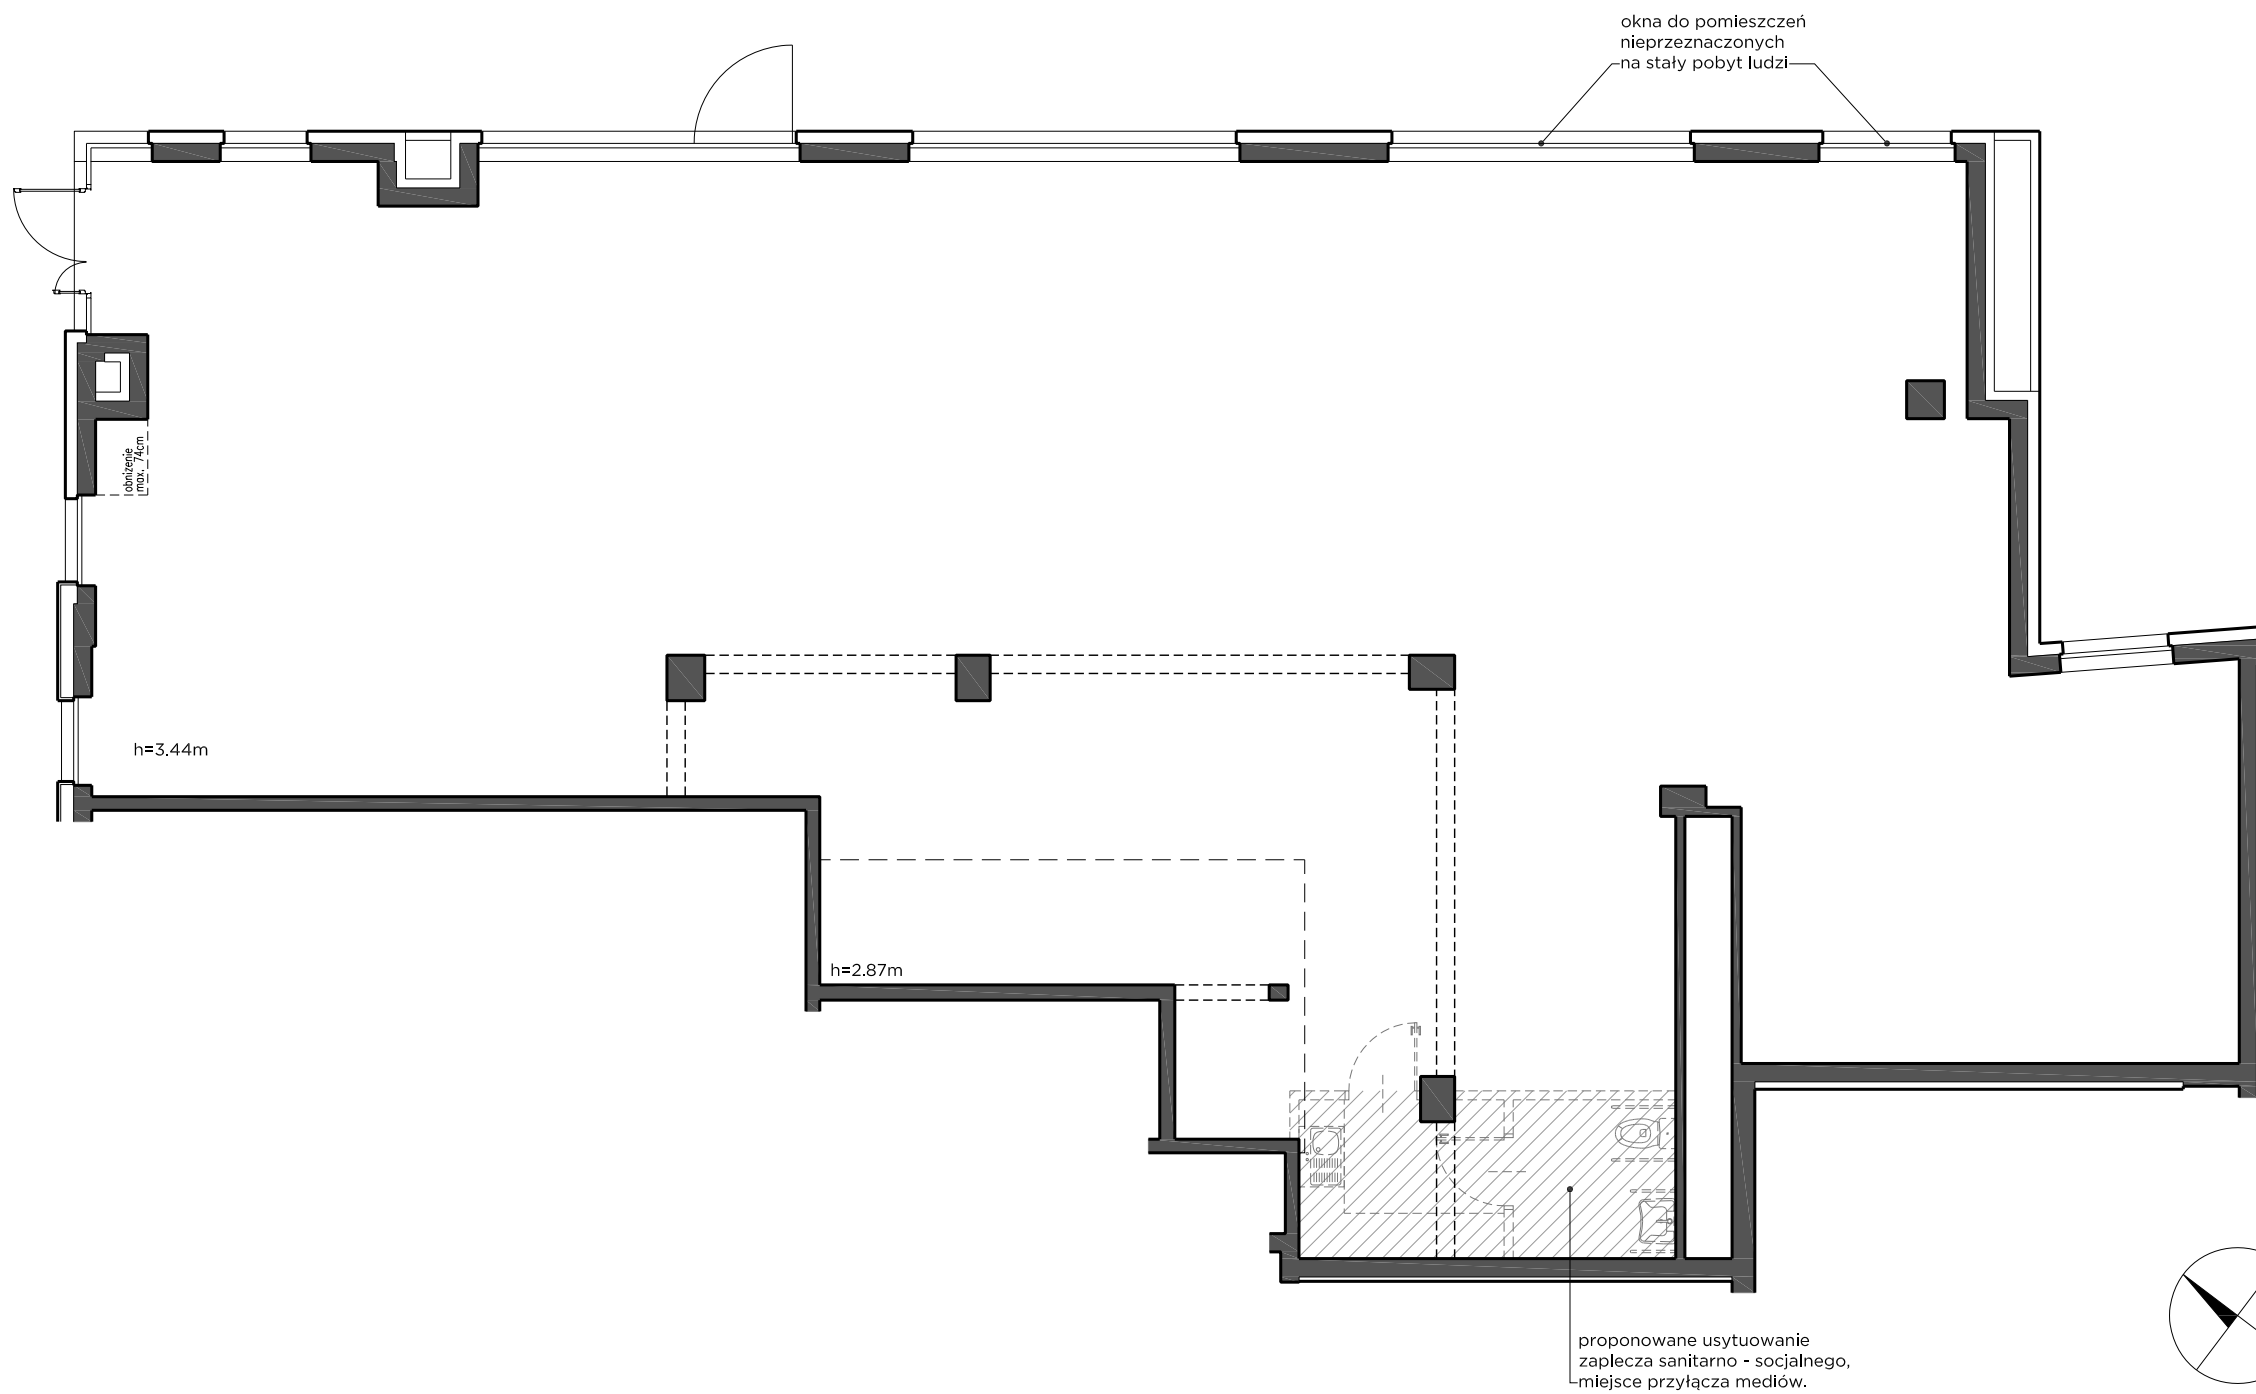 okna do pomieszczeń
nieprzeznaczonych
na stały pobyt ludzi
obniżenie
max. 74cm
h=3.44m
h=2.87m
proponowane usytuowanie
zaplecza sanitarno - socjalnego,
miejsce przyłącza mediów.